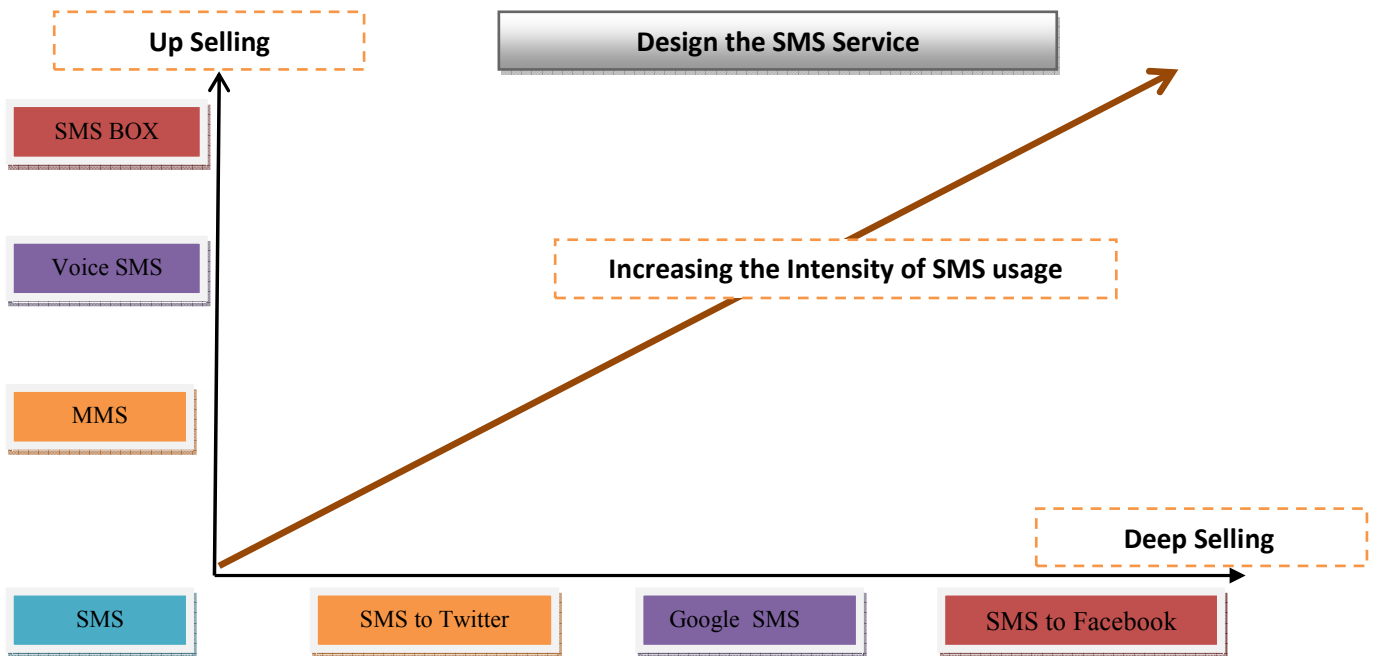 Up Selling
Design the SMS Service
SMS BOX
Voice SMS
Increasing the Intensity of SMS usage
MMS
Deep Selling
SMS
SMS to Twitter
Google SMS
SMS to Facebook